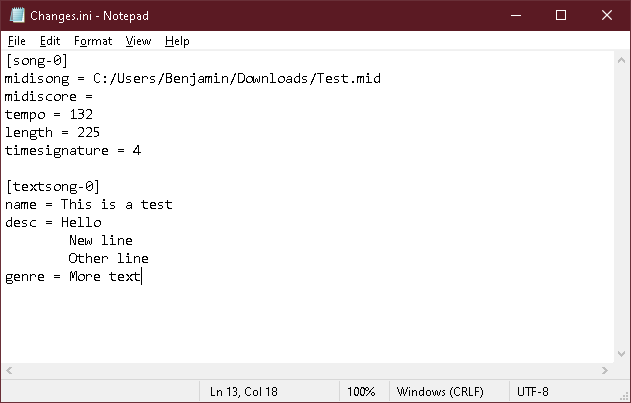 Changes.ini - Notepad
File Edit Format View Help
[song-0]
midisong = C:/Users/Benjamin/Downloads/Test.mid
midiscore =
tempo = 132
length = 225
timesignature = 4

[textsong-0]
name = This is a test
desc = Hello
        New line
        Other line
genre = More text
Ln 13, Col 18 100% Windows (CRLF) UTF-8